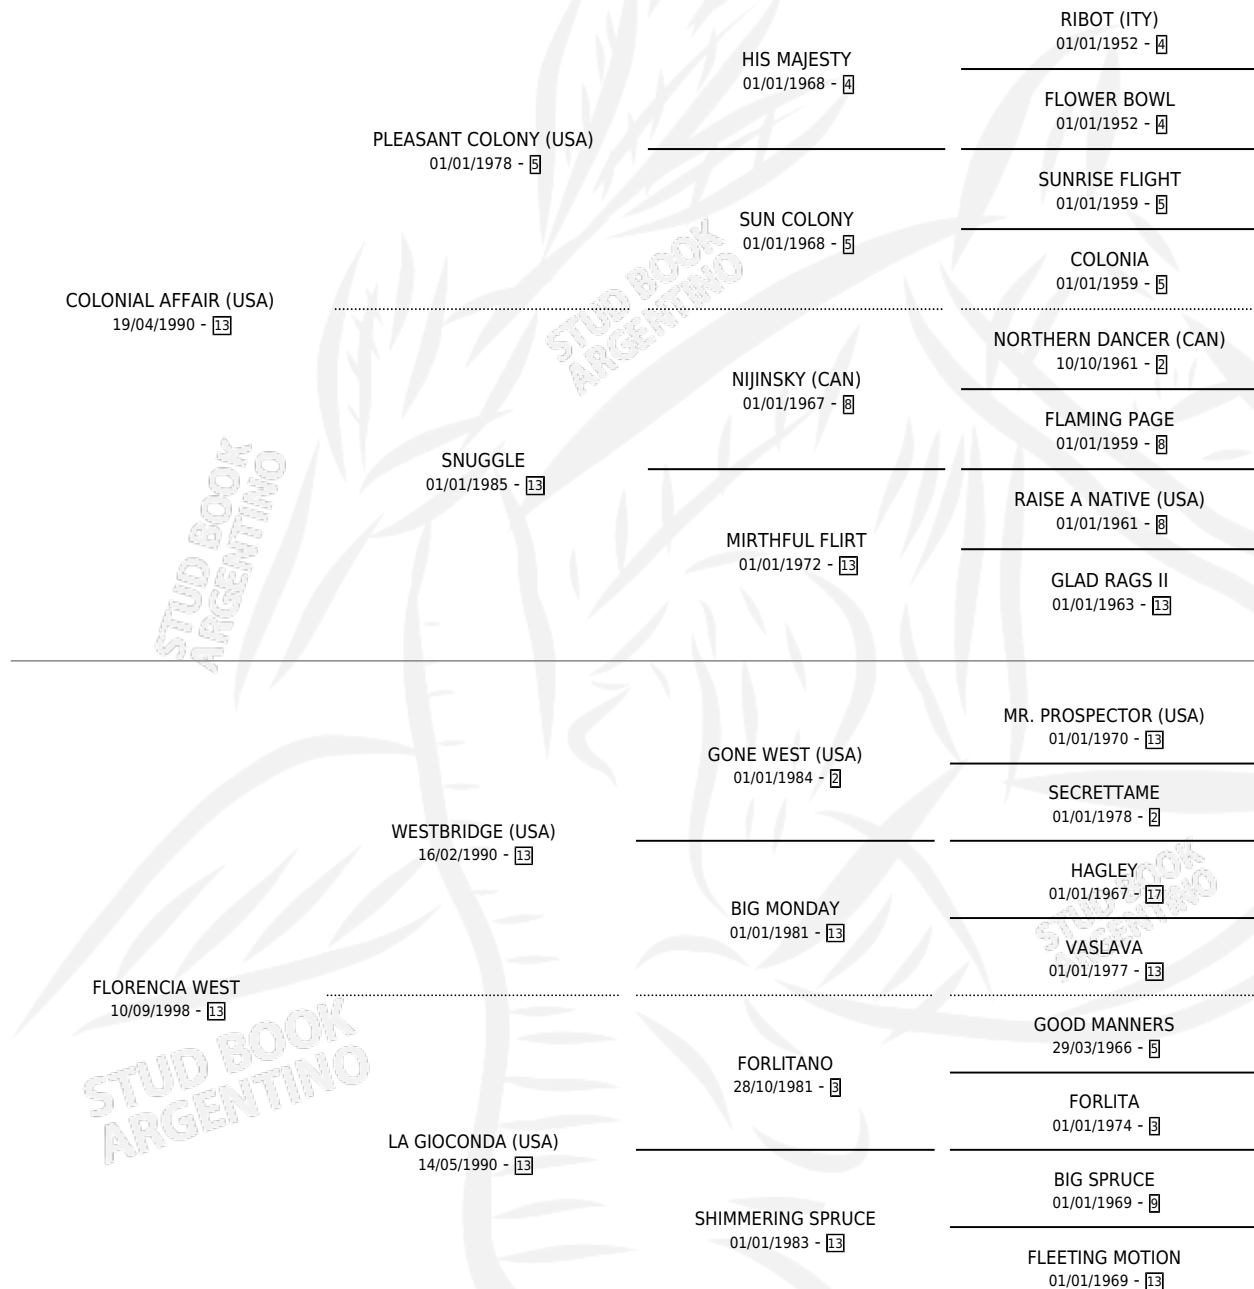 RIBOT (ITY)
01/01/1952 - 4
HIS MAJESTY
01/01/1968 - 4
FLOWER BOWL
01/01/1952 - 4
PLEASANT COLONY (USA)
01/01/1978 - 5
SUNRISE FLIGHT
01/01/1959 - 5
SUN COLONY
01/01/1968 - 5
COLONIA
01/01/1959 - 5
COLONIAL AFFAIR (USA)
19/04/1990 - 13
NORTHERN DANCER (CAN)
10/10/1961 - 2
NIJINSKY (CAN)
01/01/1967 - 8
FLAMING PAGE
01/01/1959 - 8
SNUGGLE
01/01/1985 - 13
RAISE A NATIVE (USA)
01/01/1961 - 8
MIRTHFUL FLIRT
01/01/1972 - 13
GLAD RAGS II
01/01/1963 - 13
MR. PROSPECTOR (USA)
01/01/1970 - 13
GONE WEST (USA)
01/01/1984 - 2
SECRETTAME
01/01/1978 - 2
WESTBRIDGE (USA)
16/02/1990 - 13
HAGLEY
01/01/1967 - 17
BIG MONDAY
01/01/1981 - 13
VASLAVA
01/01/1977 - 13
FLORENCIA WEST
10/09/1998 - 13
GOOD MANNERS
29/03/1966 - 5
FORLITANO
28/10/1981 - 3
FORLITA
01/01/1974 - 3
LA GIOCONDA (USA)
14/05/1990 - 13
BIG SPRUCE
01/01/1969 - 9
SHIMMERING SPRUCE
01/01/1983 - 13
FLEETING MOTION
01/01/1969 - 13
STUD BOOK
ARGENTINO
STUD BOOK
ARGENTINO
STUD BOOK
ARGENTINO
STUD BOOK
ARGENTINO